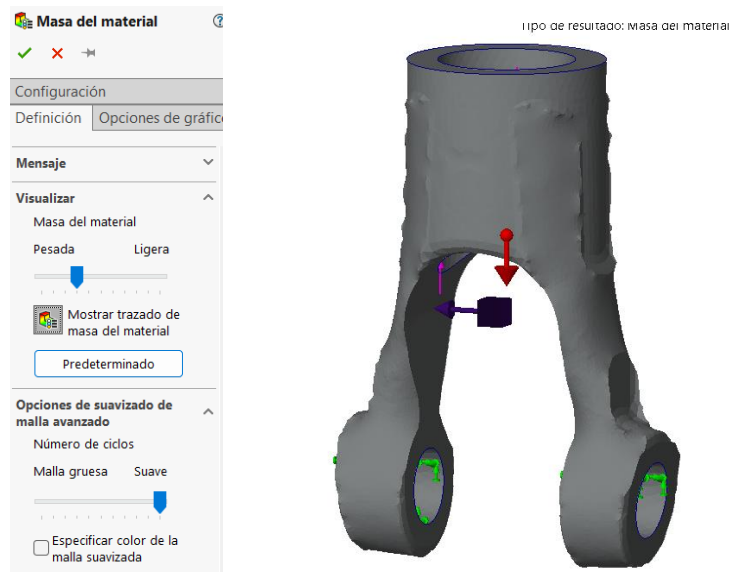 Masa del material
Configuración
Definición Opciones de gráfic
Mensaje
Visualizar
Masa del material
Pesada Ligera
Mostrar trazado de
masa del material
Predeterminado
Opciones de suavizado de
malla avanzado
Número de ciclos
Malla gruesa Suave
Especificar color de la
malla suavizada
Tipo de resultado: Masa del material